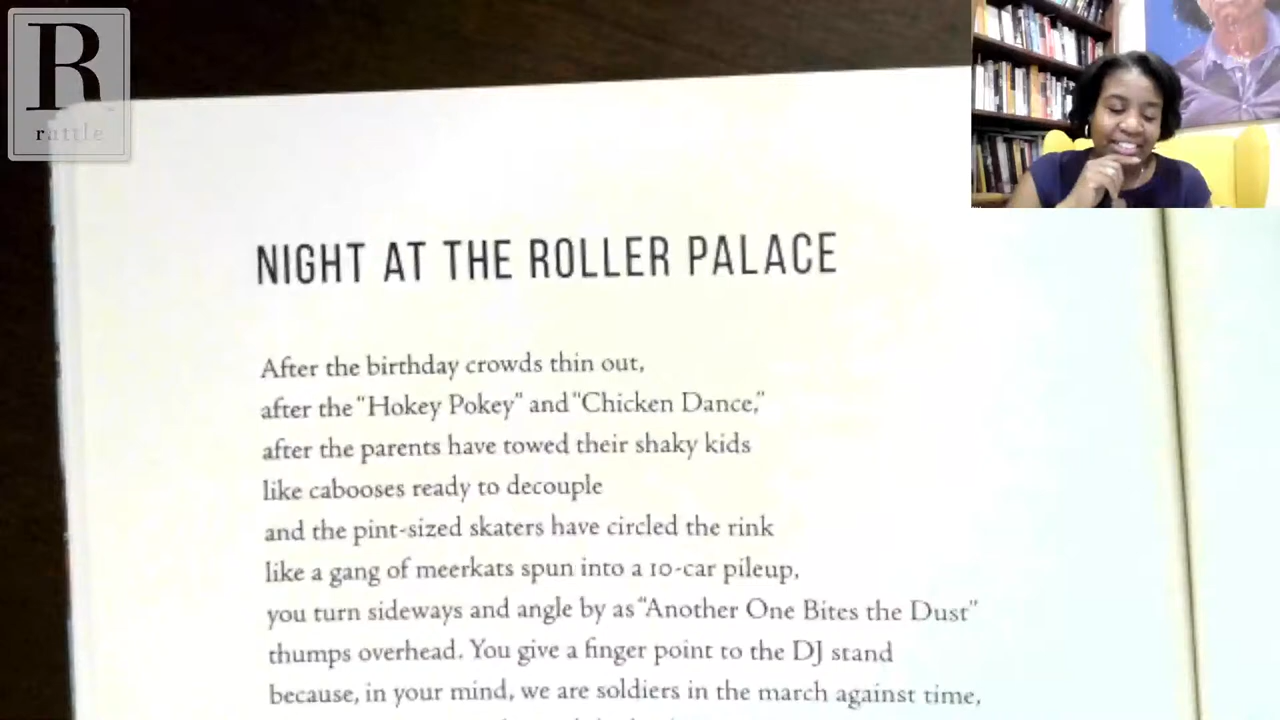 R
rattle
NIGHT AT THE ROLLER PALACE
After the birthday crowds thin out,
after the "Hokey Pokey" and "Chicken Dance,"
after the parents have towed their shaky kids
like cabooses ready to decouple
and the pint-sized skaters have circled the rink
like a gang of meerkats spun into a 10-car pileup,
you turn sideways and angle by as "Another One Bites the Dust"
thumps overhead. You give a finger point to the DJ stand
because, in your mind, we are soldiers in the march against time,